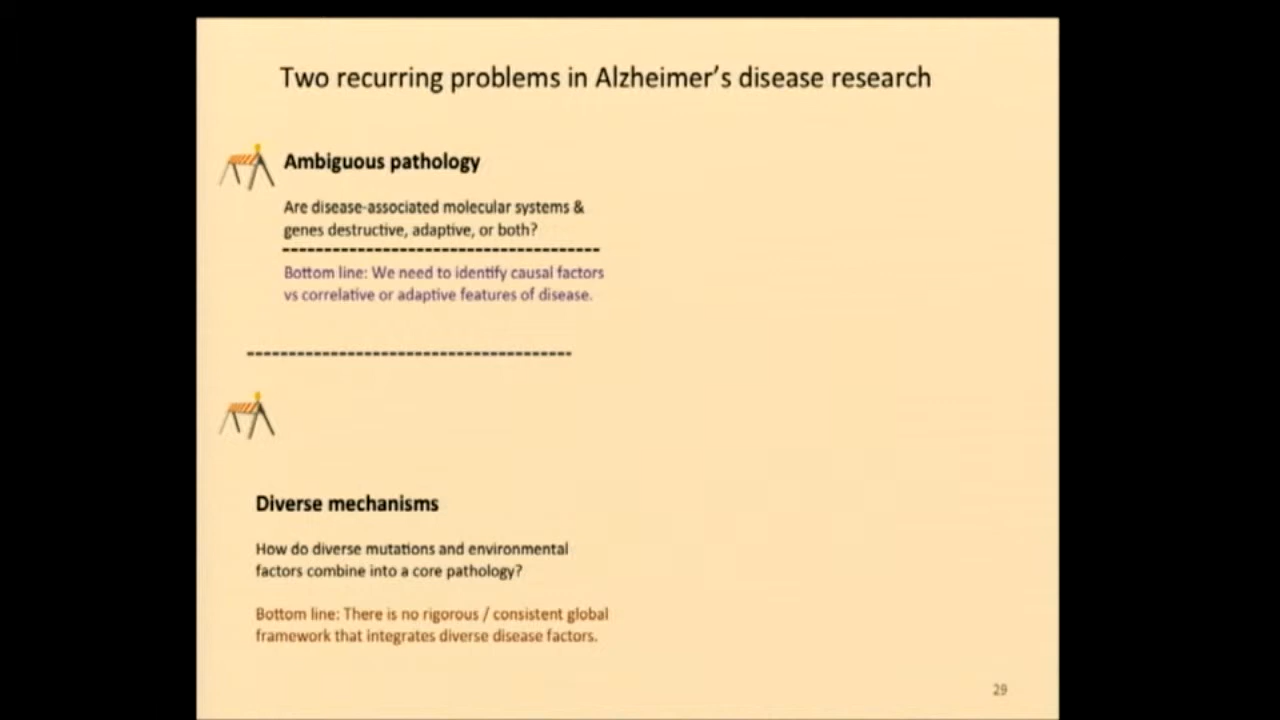 Two recurring problems in Alzheimer's disease research
Ambiguous pathology
Are disease-associated molecular systems &
genes destructive, adaptive, or both?
Bottom line: We need to identify causal factors
vs correlative or adaptive features of disease.
Diverse mechanisms
How do diverse mutations and environmental
factors combine into a core pathology?
Bottom line: There is no rigorous / consistent global
framework that integrates diverse disease factors.
29